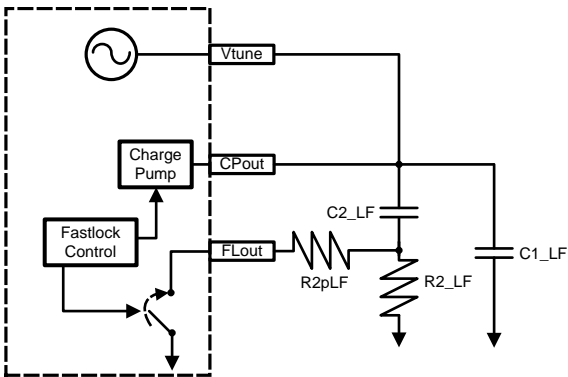 Vtune
Charge
Pump
CPout
C2_LF
Fastlock
Control
FLout
C1_LF
R2pLF
R2_LF